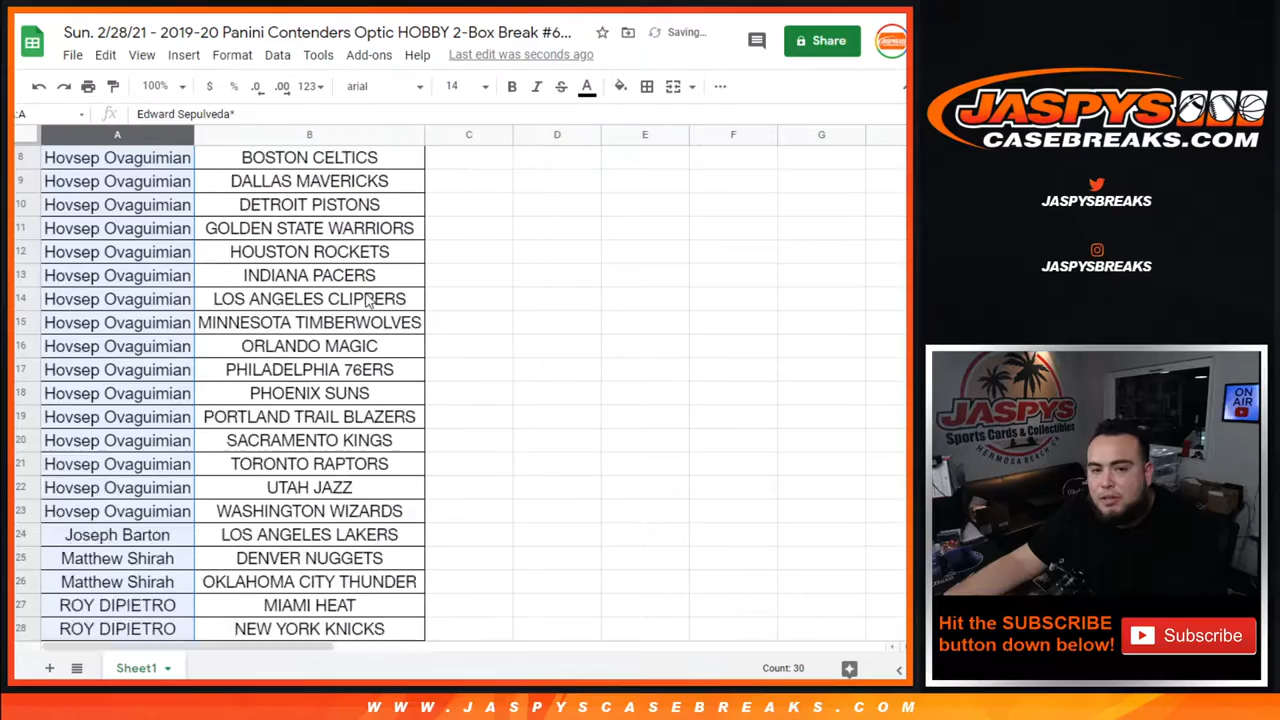 Sun. 2/28/21 - 2019-20 Panini Contenders Optic HOBBY 2-Box Break #6...
Saving...
Share
File Edit View Insert Format Data Tools Add-ons Help Last edit was seconds ago
100% $ % .0 .00 123 arial 14 B I S A
:A fx Edward Sepulveda*
A B C D E F G
8 Hovsep Ovaguimian BOSTON CELTICS
9 Hovsep Ovaguimian DALLAS MAVERICKS
10 Hovsep Ovaguimian DETROIT PISTONS
11 Hovsep Ovaguimian GOLDEN STATE WARRIORS
12 Hovsep Ovaguimian HOUSTON ROCKETS
13 Hovsep Ovaguimian INDIANA PACERS
14 Hovsep Ovaguimian LOS ANGELES CLIPPERS
15 Hovsep Ovaguimian MINNESOTA TIMBERWOLVES
16 Hovsep Ovaguimian ORLANDO MAGIC
17 Hovsep Ovaguimian PHILADELPHIA 76ERS
18 Hovsep Ovaguimian PHOENIX SUNS
19 Hovsep Ovaguimian PORTLAND TRAIL BLAZERS
20 Hovsep Ovaguimian SACRAMENTO KINGS
21 Hovsep Ovaguimian TORONTO RAPTORS
22 Hovsep Ovaguimian UTAH JAZZ
23 Hovsep Ovaguimian WASHINGTON WIZARDS
24 Joseph Barton LOS ANGELES LAKERS
25 Matthew Shirah DENVER NUGGETS
26 Matthew Shirah OKLAHOMA CITY THUNDER
27 ROY DIPIETRO MIAMI HEAT
28 ROY DIPIETRO NEW YORK KNICKS
Sheet1
Count: 30
JASPYS
CASEBREAKS.COM
JASPYSBREAKS
JASPYSBREAKS
JASPYS
Sports Cards & Collectibles
HERMOSA BEACH CA
ON AIR
Hit the SUBSCRIBE
button down below!
Subscribe
WWW.JASPYSCASEBREAKS.COM